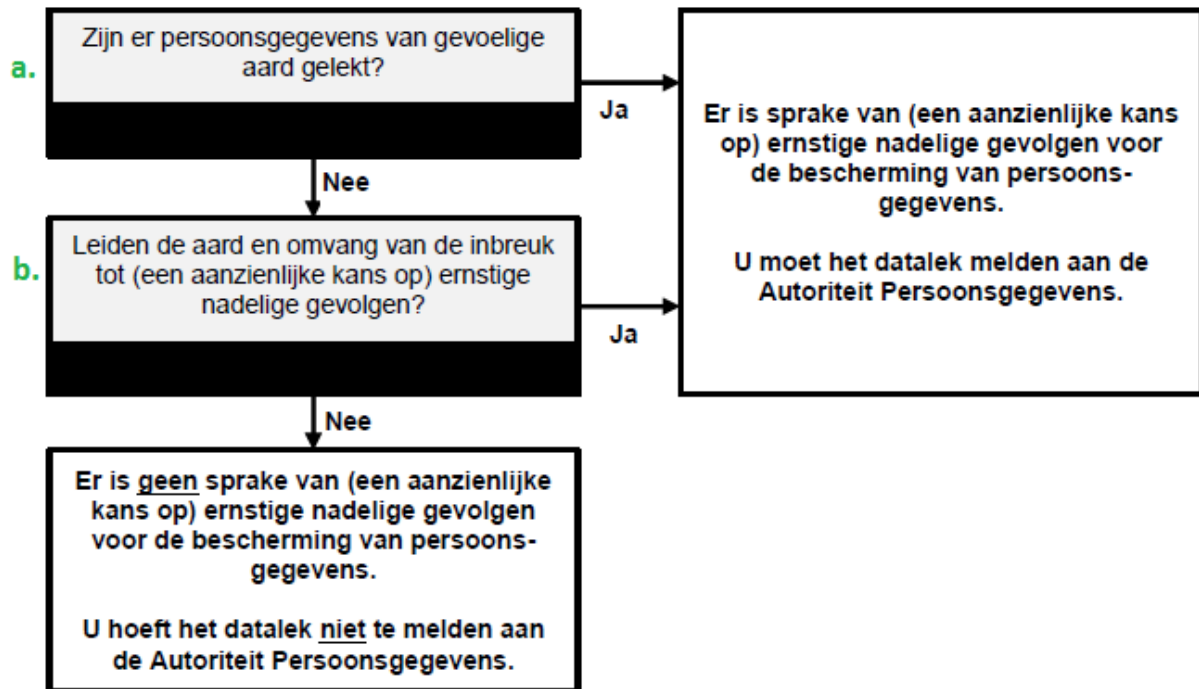 a.
Zijn er persoonsgegevens van gevoelige
aard gelekt?
Ja
Nee
b.
Leiden de aard en omvang van de inbreuk
tot (een aanzienlijke kans op) ernstige
nadelige gevolgen?
Ja
Nee
Er is sprake van (een aanzienlijke kans
op) ernstige nadelige gevolgen voor
de bescherming van persoons-
gegevens.
U moet het datalek melden aan de
Autoriteit Persoonsgegevens.
Er is geen sprake van (een aanzienlijke
kans op) ernstige nadelige gevolgen
voor de bescherming van persoons-
gegevens.
U hoeft het datalek niet te melden aan
de Autoriteit Persoonsgegevens.